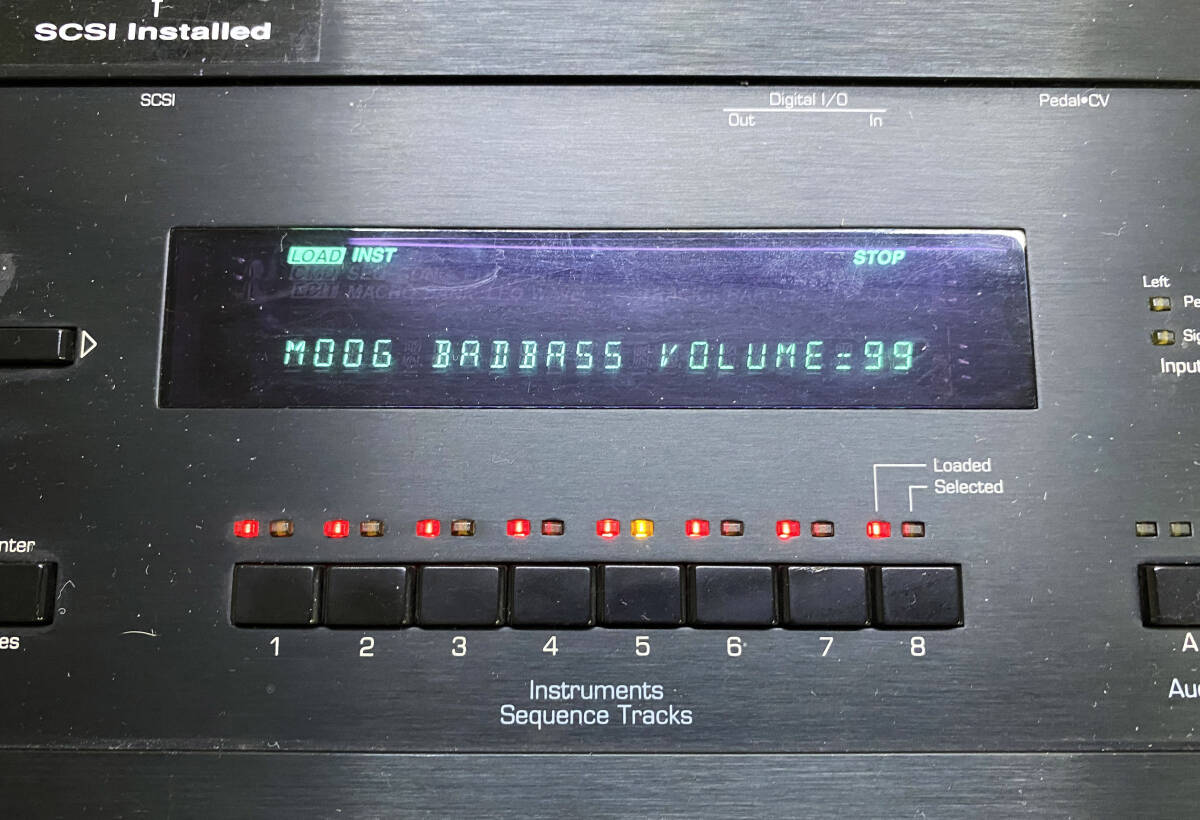 SCSI Installed
SCSI
Digital I/O
Out In
Pedal•CV
LOAD INST STOP
MOOG BADBASS VOLUME=99
Left
Loaded
Selected
1 2 3 4 5 6 7 8
A
Instruments
Sequence Tracks